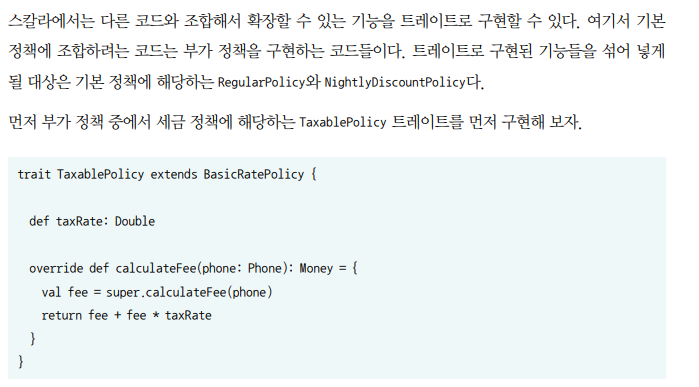 스칼라에서는 다른 코드와 조합해서 확장할 수 있는 기능을 트레이트로 구현할 수 있다. 여기서 기본
정책에 조합하려는 코드는 부가 정책을 구현하는 코드들이다. 트레이트로 구현된 기능들을 섞어 넣게
될 대상은 기본 정책에 해당하는 RegularPolicy와 NightlyDiscountPolicy다.
먼저 부가 정책 중에서 세금 정책에 해당하는 TaxablePolicy 트레이트를 먼저 구현해 보자.
trait TaxablePolicy extends BasicRatePolicy {
def taxRate: Double
override def calculateFee(phone: Phone): Money = {
val fee = super.calculateFee(phone)
return fee + fee * taxRate
}
}